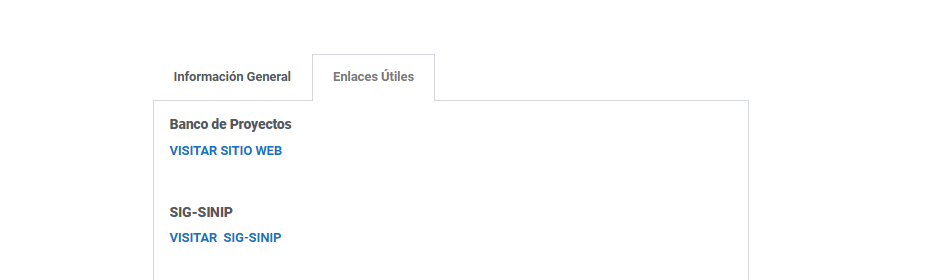 Información General Enlaces Útiles
Banco de Proyectos
VISITAR SITIO WEB
SIG-SINIP
VISITAR  SIG-SINIP